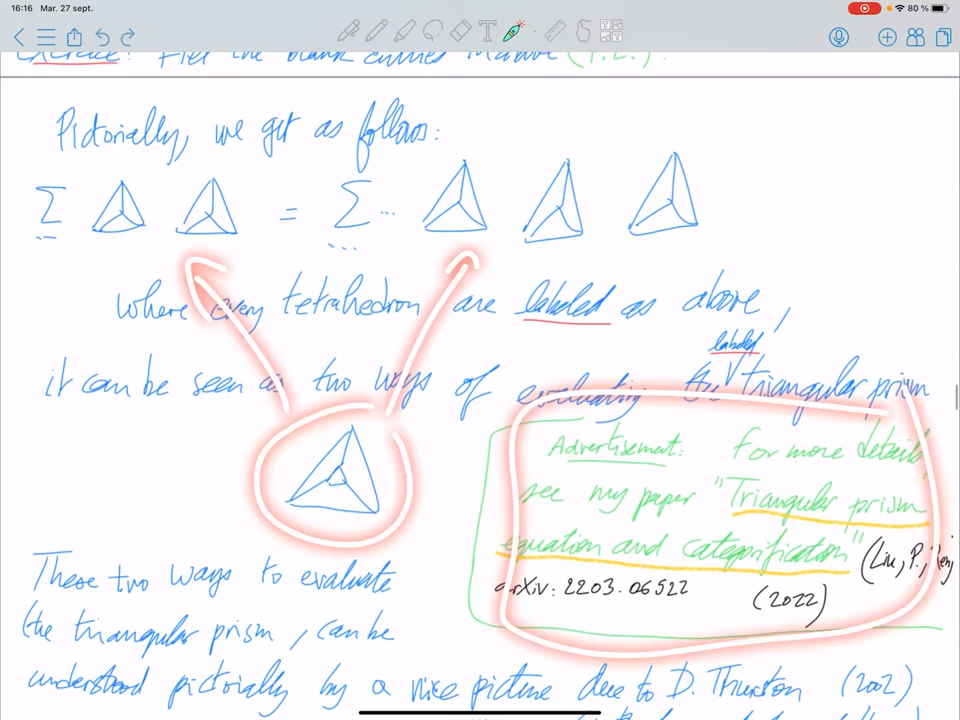 16:16 Mar. 27 sept. 80 %
Pictorially, we get as follows:
Σ = Σ ...
where every tetrahedron are labeled as above,
labeled
it can be seen as two ways of evaluating the triangular prism
Advertisement: For more details
see my paper "Triangular prism
equation and categorification" (Liu, P.,
arXiv: 2203.06522 (2022)
These two ways to evaluate
the triangular prism, can be
understood pictorially by a nice picture due to D. Thurston (2002)